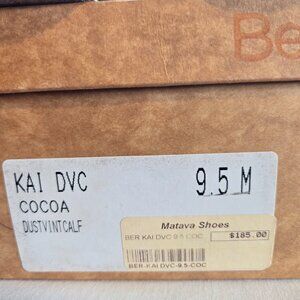 Be
KAI DVC 9.5 M
COCOA
DUSTVINTCALF
Matava Shoes
BER KAI DVC 9.5 COC
$185.00
BER-KAI DVC-9.5-COC